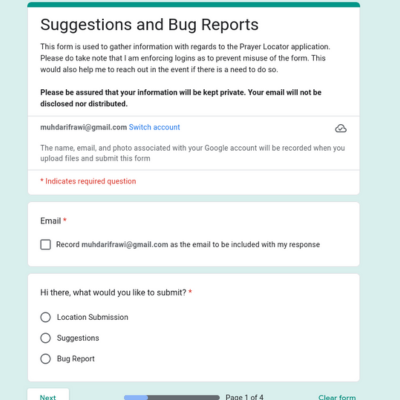 Suggestions and Bug Reports
This form is used to gather information with regards to the Prayer Locator application.
Please do take note that I am enforcing logins as to prevent misuse of the form. This
would also help me to reach out in the event if there is a need to do so.
Please be assured that your information will be kept private. Your email will not be
disclosed nor distributed.
muhdarifrawi@gmail.com Switch account
The name, email, and photo associated with your Google account will be recorded when you
upload files and submit this form
* Indicates required question
Email *
Record muhdarifrawi@gmail.com as the email to be included with my response
Hi there, what would you like to submit? *
Location Submission
Suggestions
Bug Report
Next
Page 1 of 4
Clear form